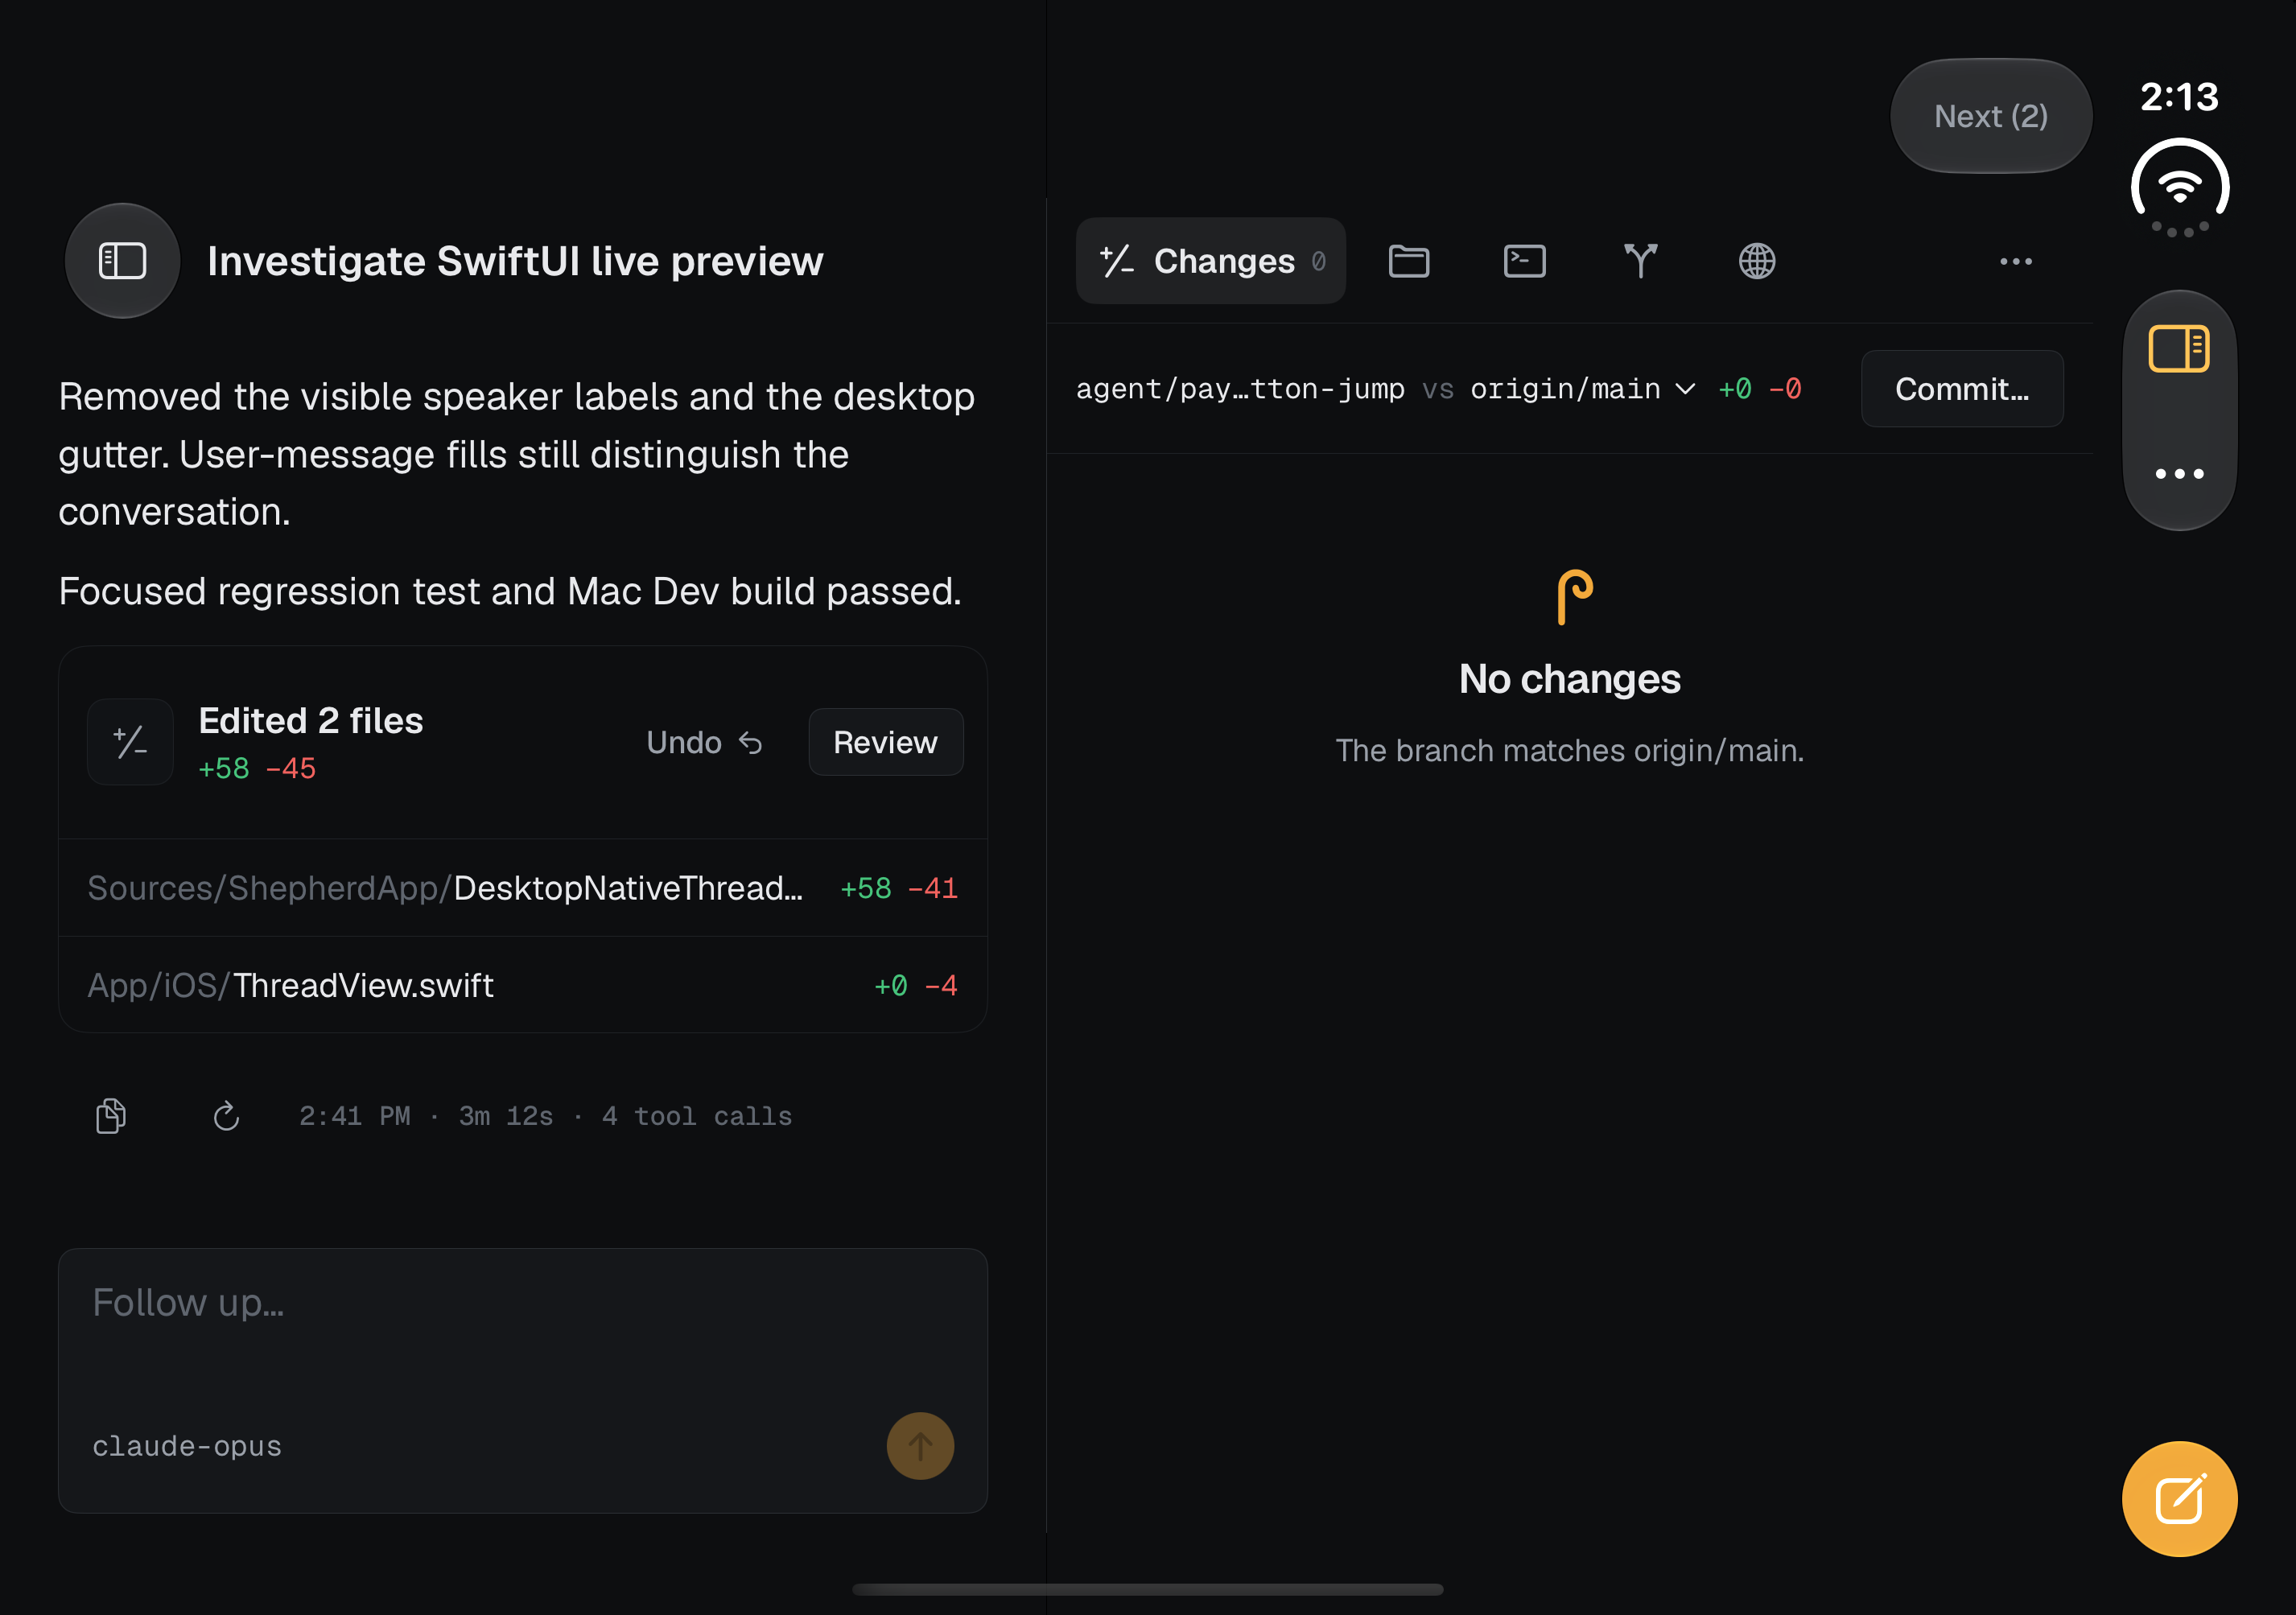 2:13
Next (2)
Investigate SwiftUI live preview
Removed the visible speaker labels and the desktop
gutter. User-message fills still distinguish the
conversation.
Focused regression test and Mac Dev build passed.
Edited 2 files
+58 −45
Undo
Review
Sources/ShepherdApp/DesktopNativeThread… +58 −41
App/iOS/ThreadView.swift +0 −4
2:41 PM · 3m 12s · 4 tool calls
Follow up…
claude-opus
Changes 0
agent/pay…tton-jump vs origin/main +0 −0
Commit…
No changes
The branch matches origin/main.